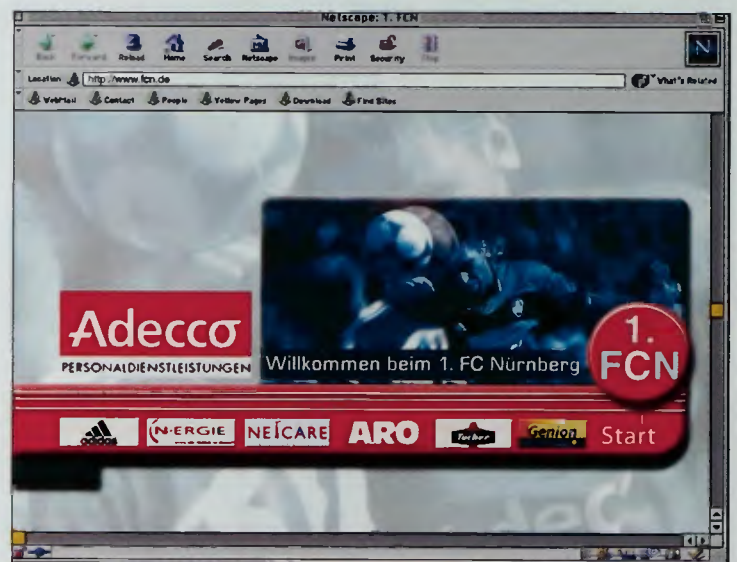 Netscape: 1. FCN
Back Forward Reload Home Search Netscape Images Print Security Stop
Location http://www.fcn.de What's Related
WebMail Contact People Yellow Pages Download Find Sites
Adecco
PERSONALDIENSTLEISTUNGEN
Willkommen beim 1. FC Nürnberg
1.
FCN
adidas N-ERGIE NETCARE ARO Tucher Genion Start